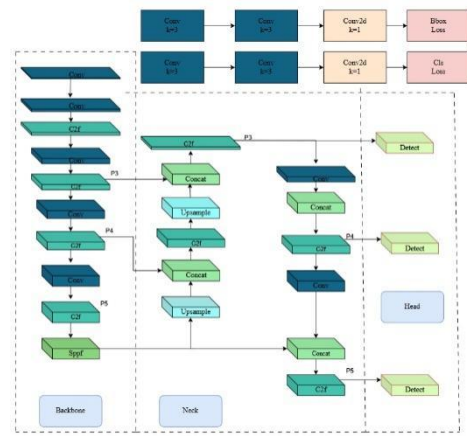 Conv
k=3
Conv
k=3
Conv2d
k=1
Bbox
Loss
Conv
k=3
Conv
k=3
Conv2d
k=1
Cls
Loss
Conv
Conv
C2f
Conv
C2f
P3
Conv
C2f
P4
Conv
C2f
P5
Sppf
Backbone
C2f
P3
Concat
Upsample
C2f
Concat
Upsample
Neck
Conv
Concat
C2f
P4
Conv
Concat
C2f
P5
Detect
Detect
Head
Detect